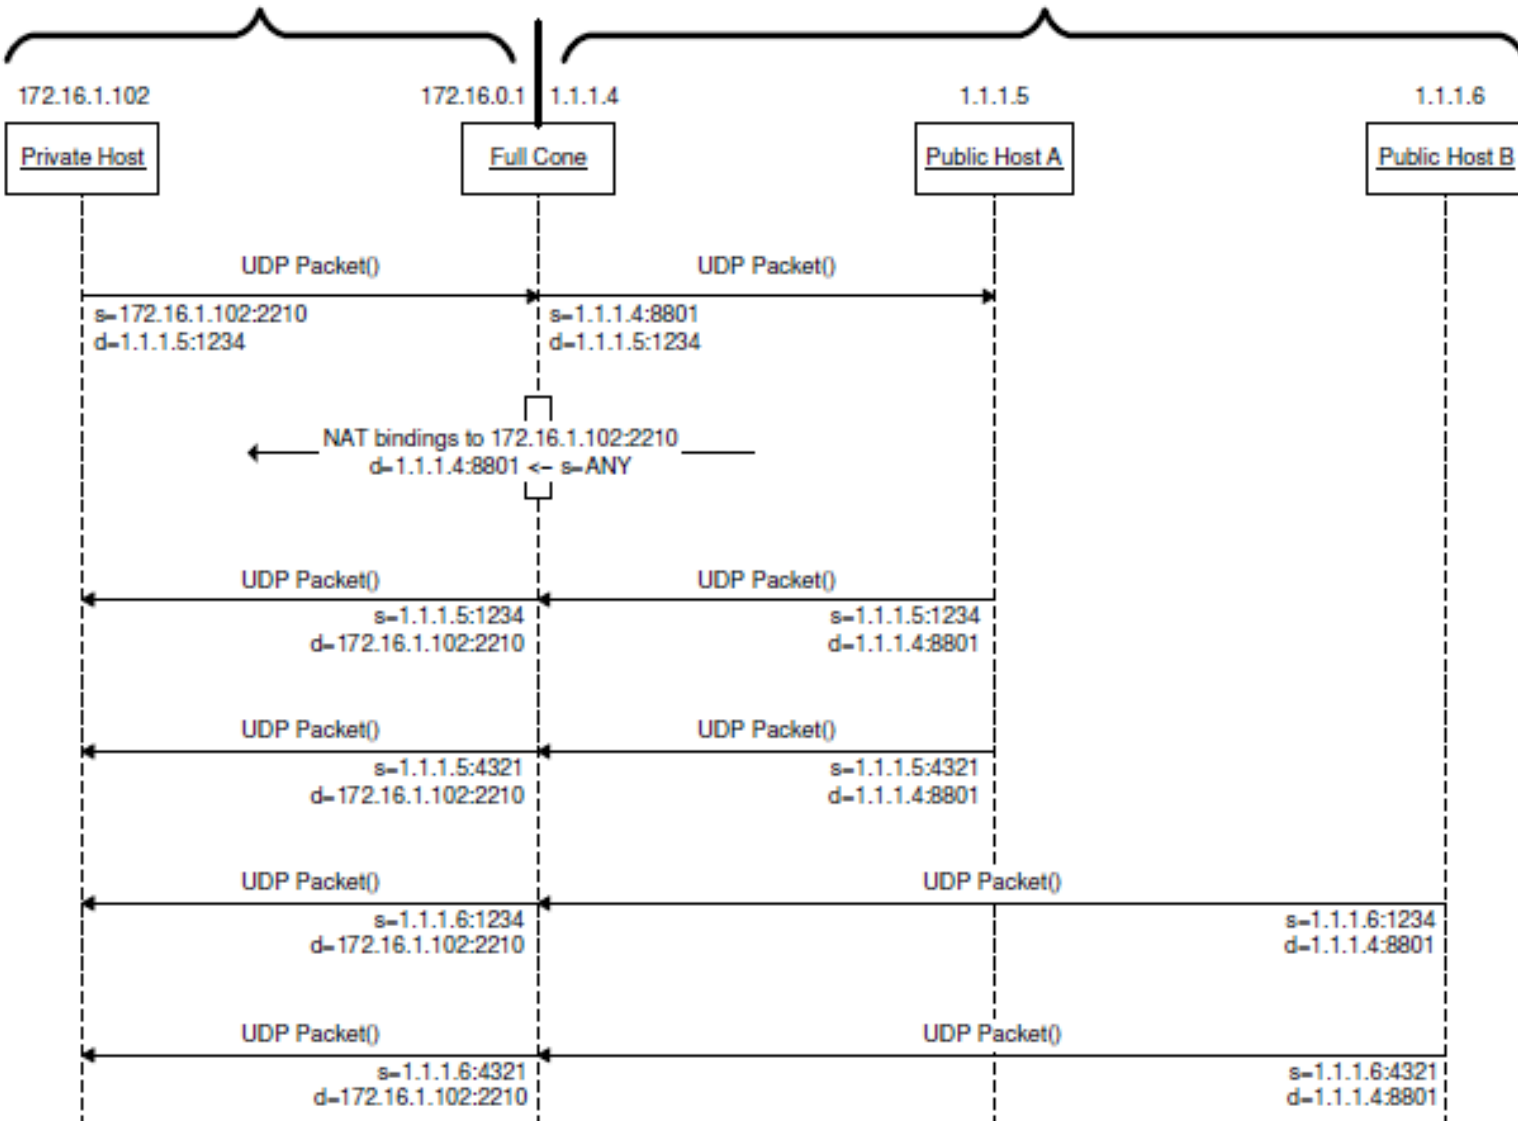 172.16.1.102
172.16.0.1
1.1.1.4
1.1.1.5
1.1.1.6
Private Host
Full Cone
Public Host A
Public Host B
UDP Packet()
UDP Packet()
s=172.16.1.102:2210
d=1.1.1.5:1234
s=1.1.1.4:8801
d=1.1.1.5:1234
NAT bindings to 172.16.1.102:2210
d=1.1.1.4:8801 <- s=ANY
UDP Packet()
UDP Packet()
s=1.1.1.5:1234
d=172.16.1.102:2210
s=1.1.1.5:1234
d=1.1.1.4:8801
UDP Packet()
UDP Packet()
s=1.1.1.5:4321
d=172.16.1.102:2210
s=1.1.1.5:4321
d=1.1.1.4:8801
UDP Packet()
UDP Packet()
s=1.1.1.6:1234
d=172.16.1.102:2210
s=1.1.1.6:1234
d=1.1.1.4:8801
UDP Packet()
UDP Packet()
s=1.1.1.6:4321
d=172.16.1.102:2210
s=1.1.1.6:4321
d=1.1.1.4:8801